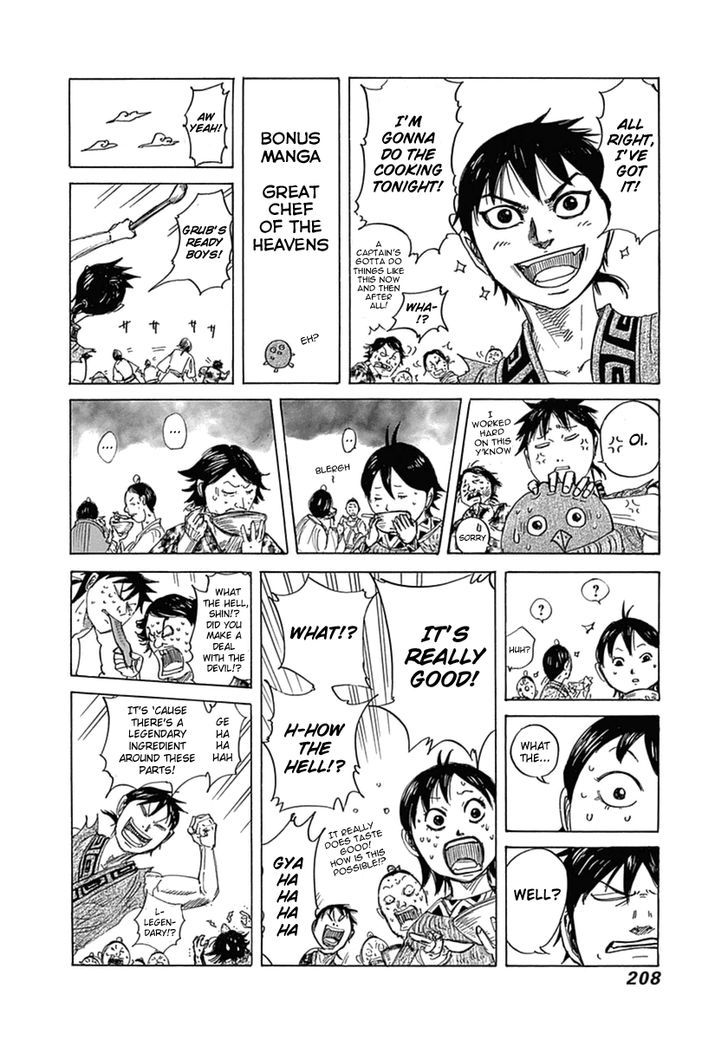 ALL
RIGHT,
I'VE
GOT
IT!
I'M
GONNA
DO THE
COOKING
TONIGHT!
A
CAPTAIN'S
GOTTA DO
THINGS LIKE
THIS NOW
AND THEN
AFTER
ALL!
WHA-
!?
BONUS
MANGA
GREAT
CHEF
OF THE
HEAVENS
EH?
AW
YEAH!
GRUB'S
READY
BOYS!
OI.
I
WORKED
HARD
ON THIS
Y'KNOW
SORRY
...
BLERGH
...
...
?
?
HUH?
WHAT
THE...
WELL?
IT'S
REALLY
GOOD!
WHAT!?
H-HOW
THE
HELL!?
IT REALLY
DOES TASTE
GOOD!
HOW IS THIS
POSSIBLE!?
GYA
HA
HA
HA
HA
WHAT
THE HELL,
SHIN!?
DID YOU
MAKE A
DEAL
WITH THE
DEVIL!?
GE
HA
HA
HAH
IT'S 'CAUSE
THERE'S A
LEGENDARY
INGREDIENT
AROUND THESE
PARTS!
L-
LEGEN-
DARY!?
208